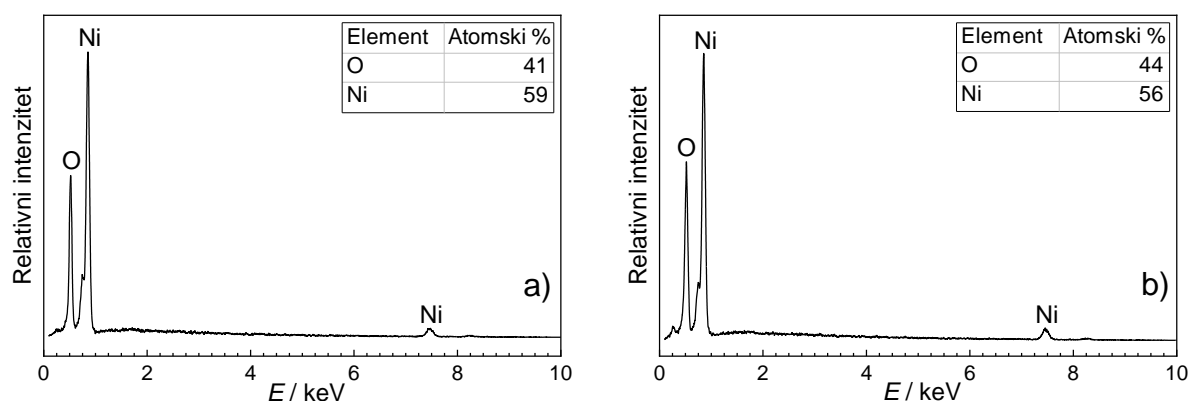 Ni
O
Element Atomski %
O 41
Ni 59
Relativni intenzitet
a)
Ni
0 2 4 6 8 10
E / keV
Ni
O
Element Atomski %
O 44
Ni 56
Relativni intenzitet
b)
Ni
0 2 4 6 8 10
E / keV